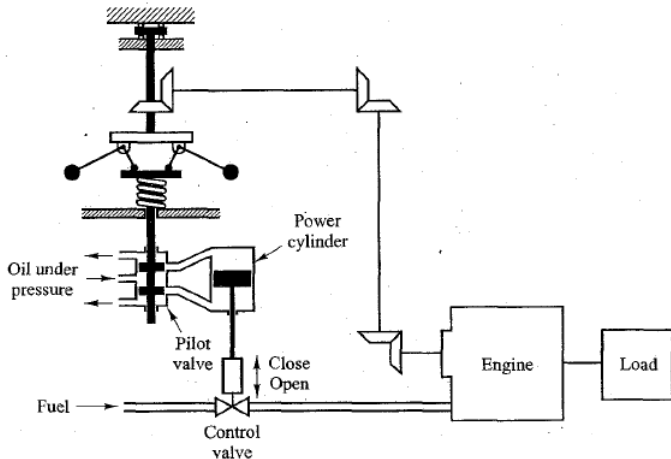 Power
cylinder
Oil under
pressure
Pilot
valve
Close
Open
Engine
Load
Fuel
Control
valve